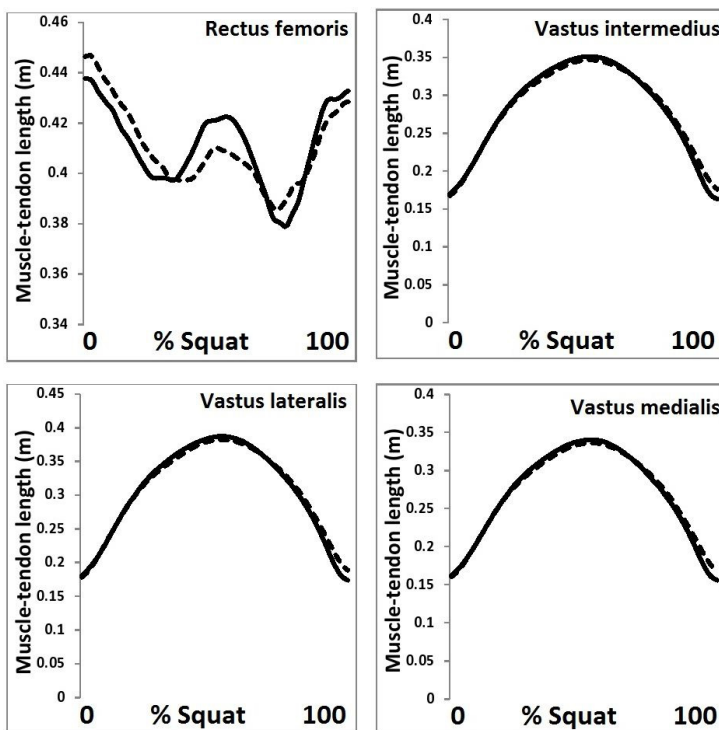 Rectus femoris
Muscle-tendon length (m)
0.46
0.44
0.42
0.4
0.38
0.36
0.34
0 % Squat 100
Vastus intermedius
Muscle-tendon length (m)
0.4
0.35
0.3
0.25
0.2
0.15
0.1
0.05
0
0 % Squat 100
Vastus lateralis
Muscle-tendon length (m)
0.45
0.4
0.35
0.3
0.25
0.2
0.15
0.1
0.05
0
0 % Squat 100
Vastus medialis
Muscle-tendon length (m)
0.4
0.35
0.3
0.25
0.2
0.15
0.1
0.05
0
0 % Squat 100